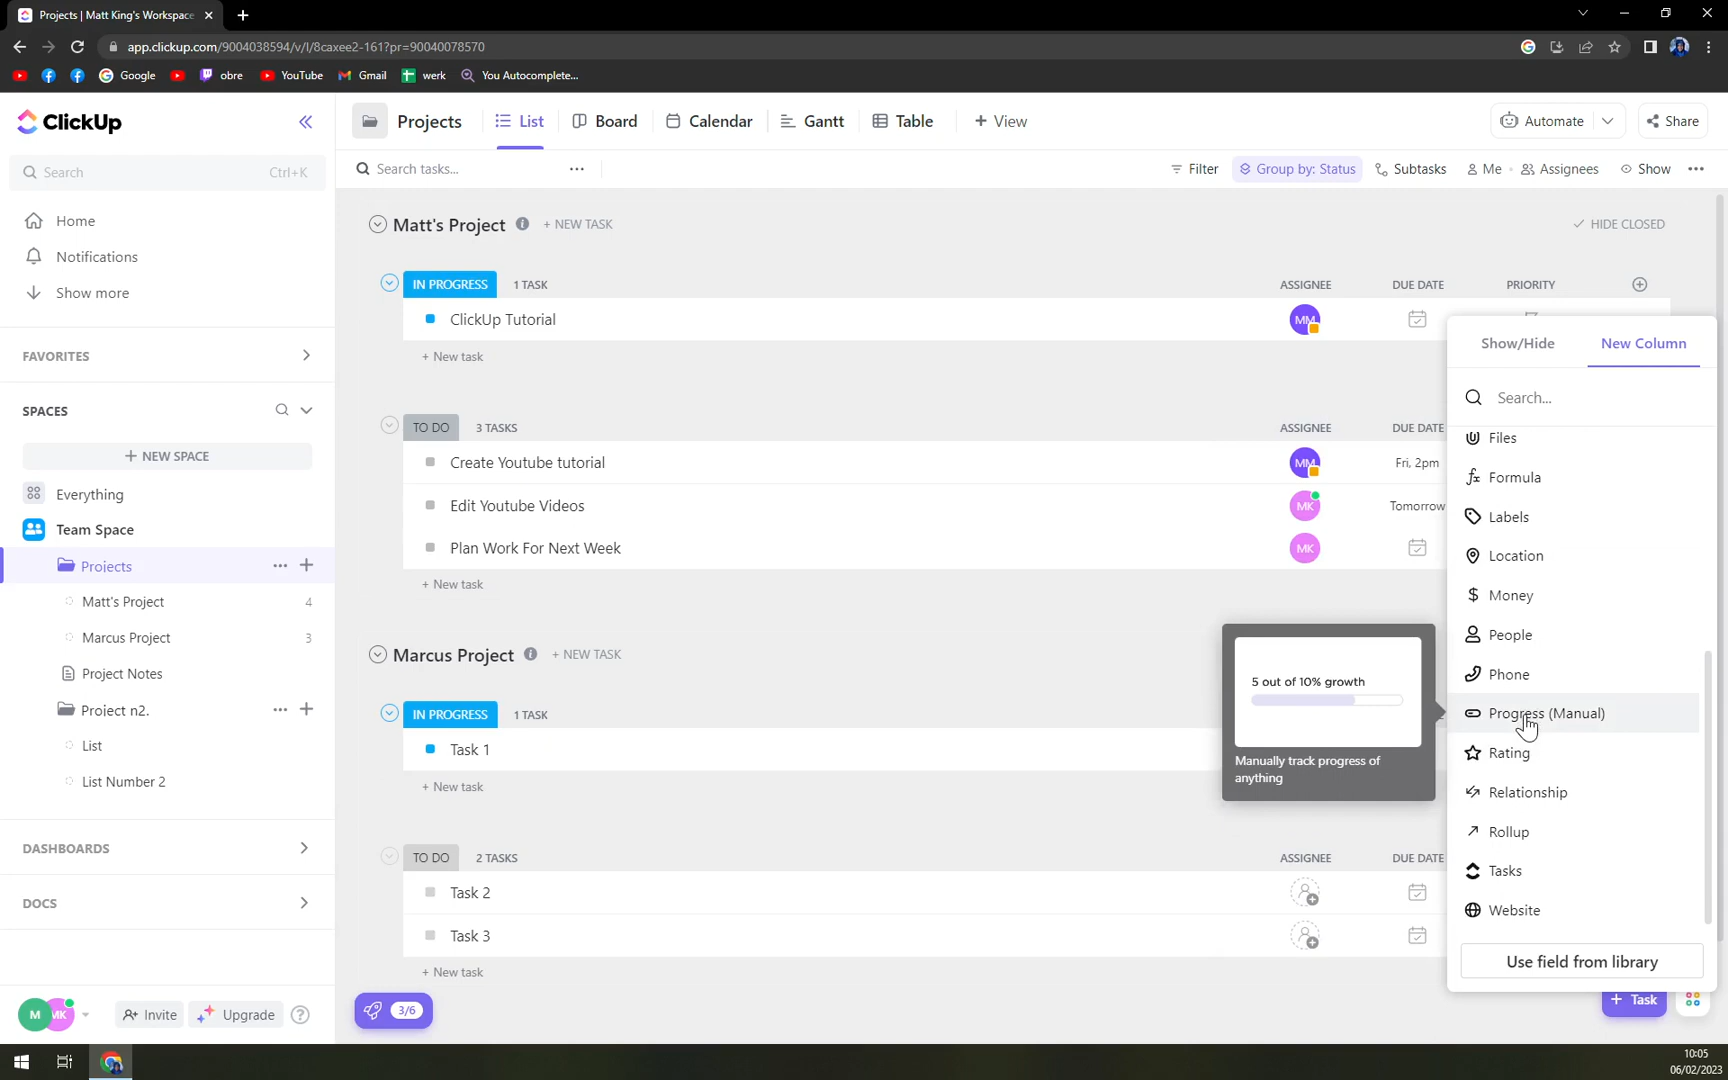 Projects | Matt King's Workspace
app.clickup.com/9004038594/v/l/8caxee2-161?pr=90040078570
Google obre YouTube Gmail werk You Autocomplete...
ClickUp
Search Ctrl+K
Home
Notifications
Show more
FAVORITES
SPACES
+ NEW SPACE
Everything
Team Space
Projects
Matt's Project 4
Marcus Project 3
Project Notes
Project n2.
List
List Number 2
DASHBOARDS
DOCS
M MK Invite Upgrade ?
Projects List Board Calendar Gantt Table + View Automate Share
Search tasks... Filter Group by: Status Subtasks Me Assignees Show
Matt's Project + NEW TASK HIDE CLOSED
IN PROGRESS 1 TASK ASSIGNEE DUE DATE PRIORITY
ClickUp Tutorial MM
+ New task
TO DO 3 TASKS ASSIGNEE DUE DATE
Create Youtube tutorial MM Fri, 2pm
Edit Youtube Videos MK Tomorrow
Plan Work For Next Week MK
+ New task
Marcus Project + NEW TASK
IN PROGRESS 1 TASK
Task 1
+ New task
TO DO 2 TASKS ASSIGNEE DUE DATE
Task 2
Task 3
+ New task
3/6
5 out of 10% growth
Manually track progress of
anything
Show/Hide New Column
Search...
Files
Formula
Labels
Location
Money
People
Phone
Progress (Manual)
Rating
Relationship
Rollup
Tasks
Website
Use field from library
+ Task
10:05
06/02/2023